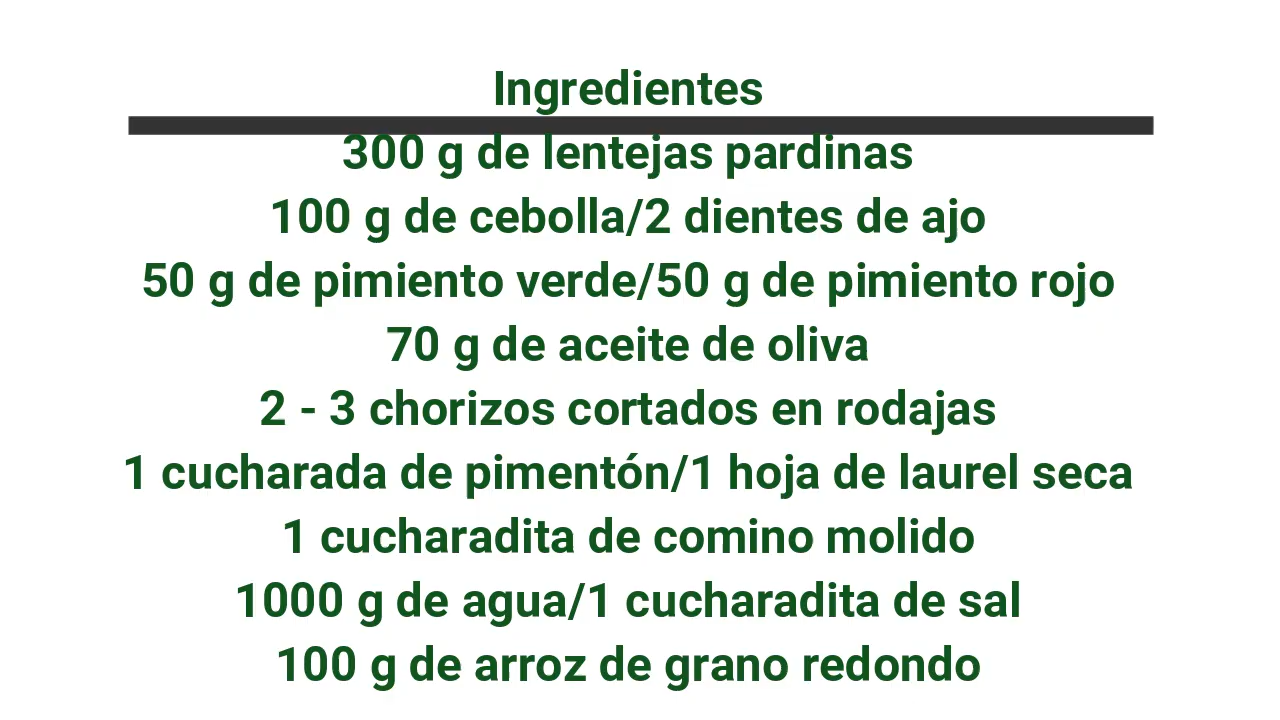 Ingredientes
300 g de lentejas pardinas
100 g de cebolla/2 dientes de ajo
50 g de pimiento verde/50 g de pimiento rojo
70 g de aceite de oliva
2 - 3 chorizos cortados en rodajas
1 cucharada de pimentón/1 hoja de laurel seca
1 cucharadita de comino molido
1000 g de agua/1 cucharadita de sal
100 g de arroz de grano redondo